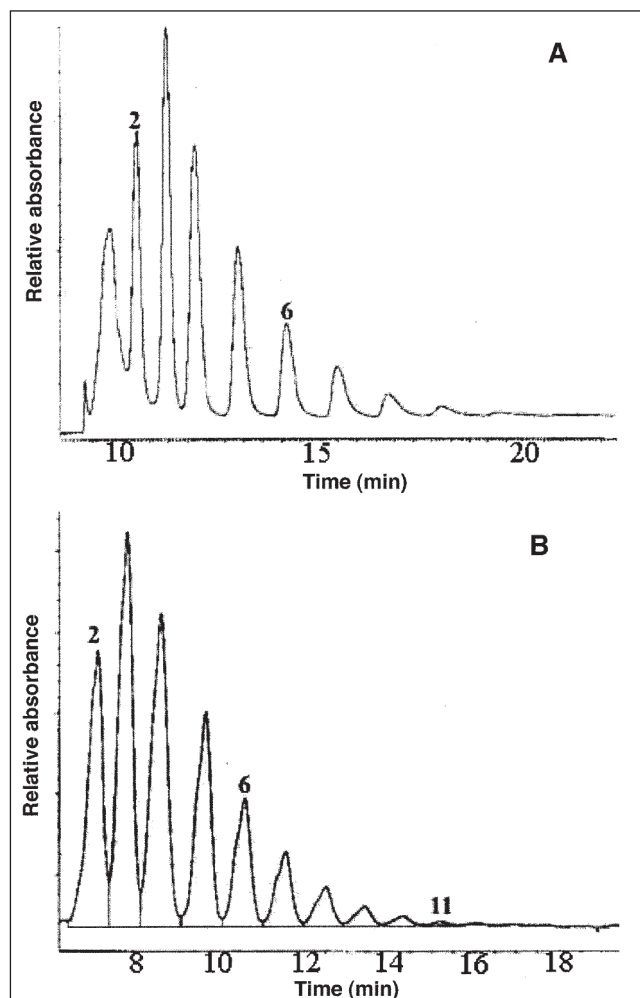 A
Relative absorbance
2
6
10 15 20
Time (min)
B
Relative absorbance
2
6
11
8 10 12 14 16 18
Time (min)